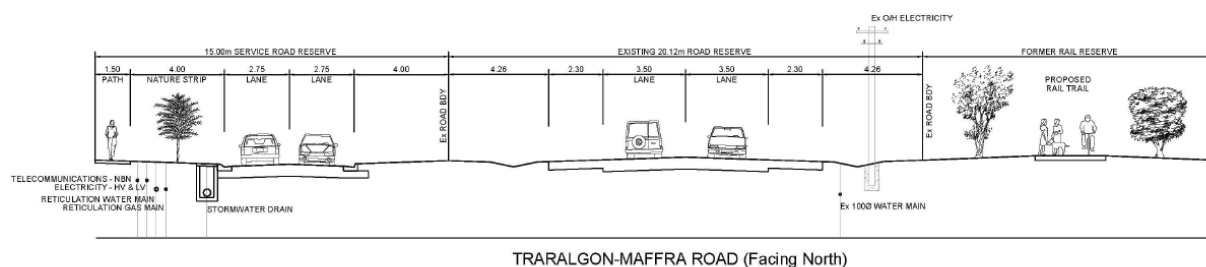 Ex O/H ELECTRICITY
15.00m SERVICE ROAD RESERVE
EXISTING 20.12m ROAD RESERVE
FORMER RAIL RESERVE
1.50 4.00 2.75 2.75 4.00 4.26 2.30 3.50 3.50 2.30 4.26
PATH NATURE STRIP LANE LANE LANE LANE
PROPOSED
RAIL TRAIL
Ex ROAD BDY
Ex ROAD BDY
TELECOMMUNICATIONS - NBN
ELECTRICITY - HV & LV
RETICULATION WATER MAIN
RETICULATION GAS MAIN
STORMWATER DRAIN
Ex 100Ø WATER MAIN
TRARALGON-MAFFRA ROAD (Facing North)